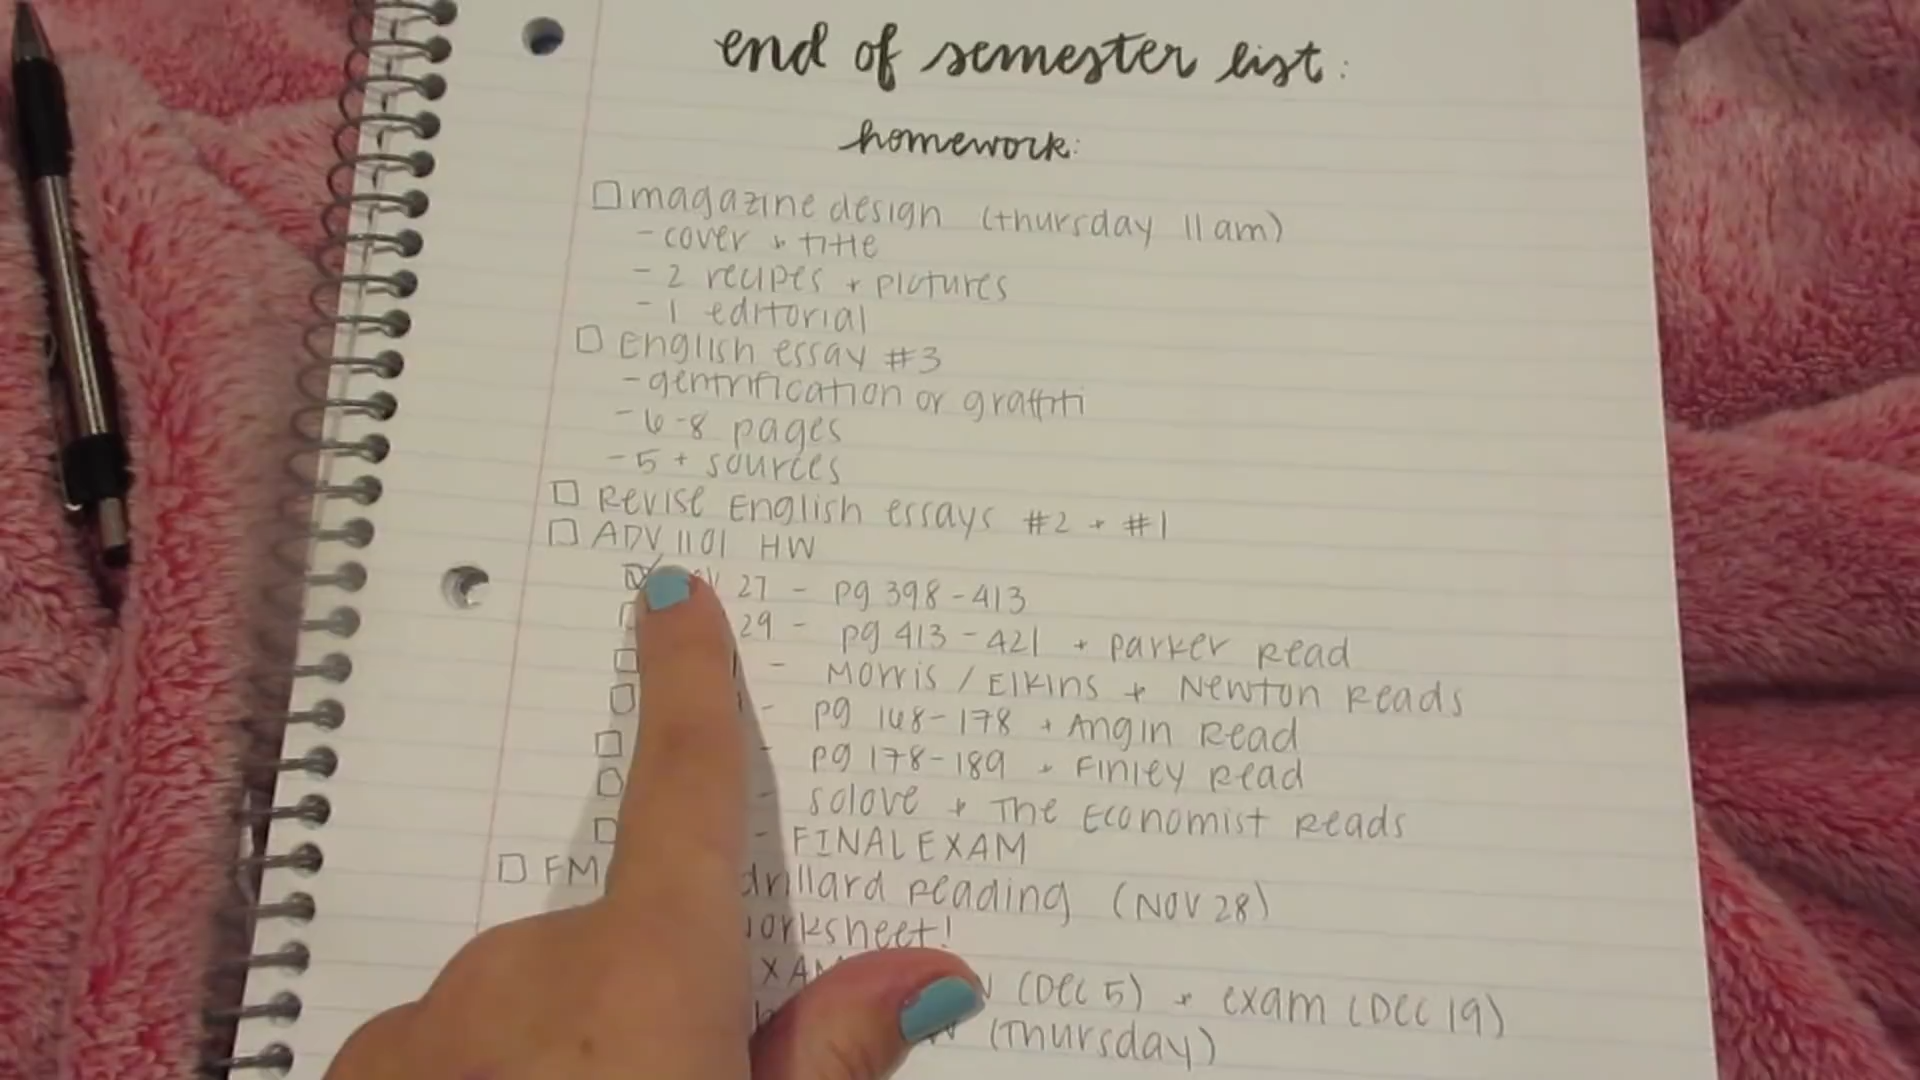 end of semester list:
homework:
magazine design (thursday 11 am)
- cover + title
- 2 recipes + pictures
- 1 editorial
English essay #3
- gentrification or graffiti
- 6-8 pages
- 5 + sources
Revise English essays #2 + #1
ADV 1101 HW
27 - pg 398-413
29 - pg 413-421 + Parker Read
- Morris / Elkins + Newton Reads
- pg 168-178 + Angin Read
- pg 178-189 + Finley Read
- Solove + The Economist Reads
- FINAL EXAM
FM drillard Reading (NOV 28)
worksheet!
(DEC 5) + exam (DEC 19)
(Thursday)